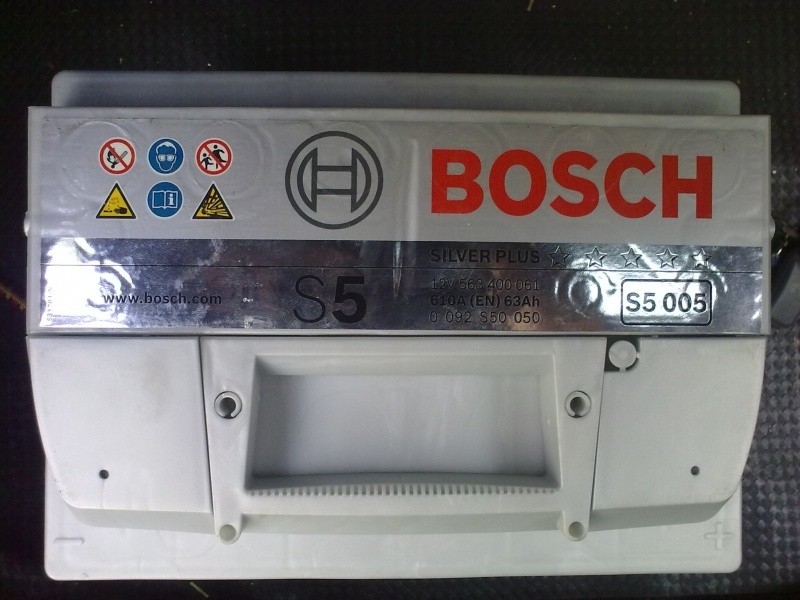 BOSCH
SILVER PLUS
S5
12V 563 400 061
610A (EN) 63Ah
0 092 S50 050
www.bosch.com
S5 005
- +